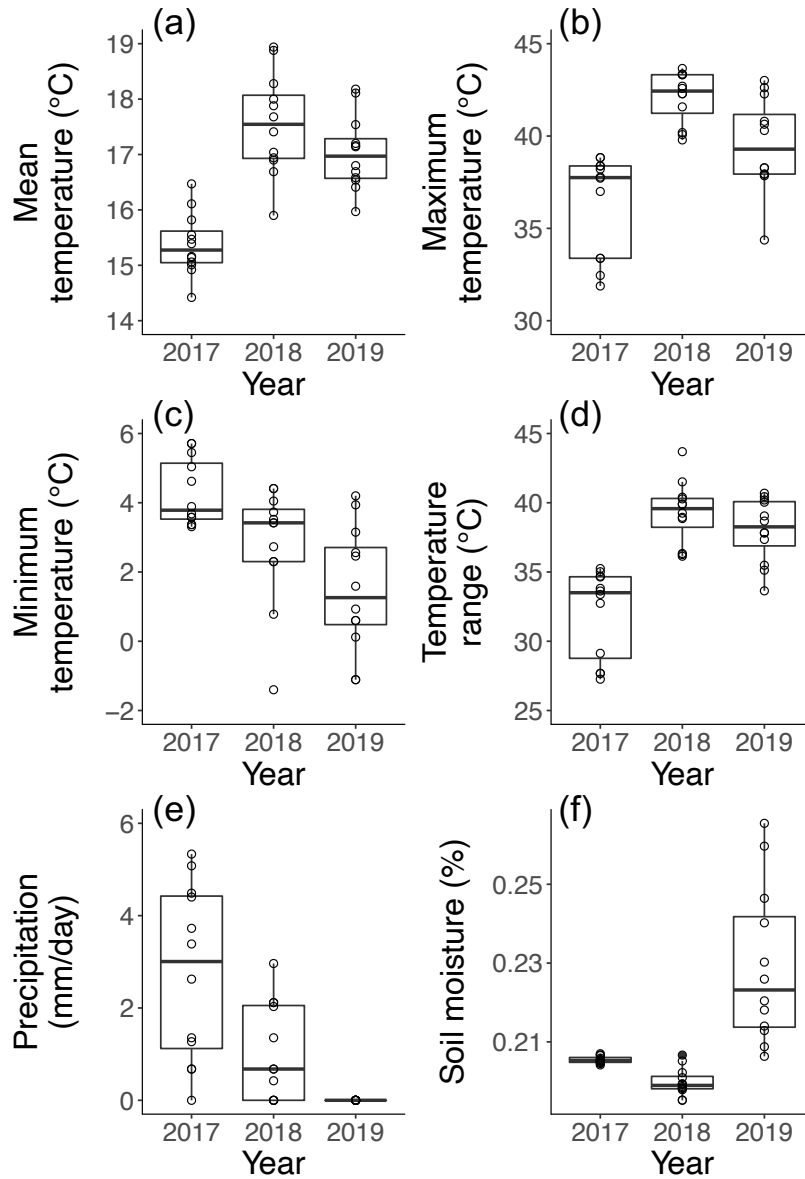 (a)
Mean
temperature (°C)
19
18
17
16
15
14
2017 2018 2019
Year
(b)
Maximum
temperature (°C)
45
40
35
30
2017 2018 2019
Year
(c)
Minimum
temperature (°C)
6
4
2
0
−2
2017 2018 2019
Year
(d)
Temperature
range (°C)
45
40
35
30
25
2017 2018 2019
Year
(e)
Precipitation
(mm/day)
6
4
2
0
2017 2018 2019
Year
(f)
Soil moisture (%)
0.25
0.23
0.21
2017 2018 2019
Year